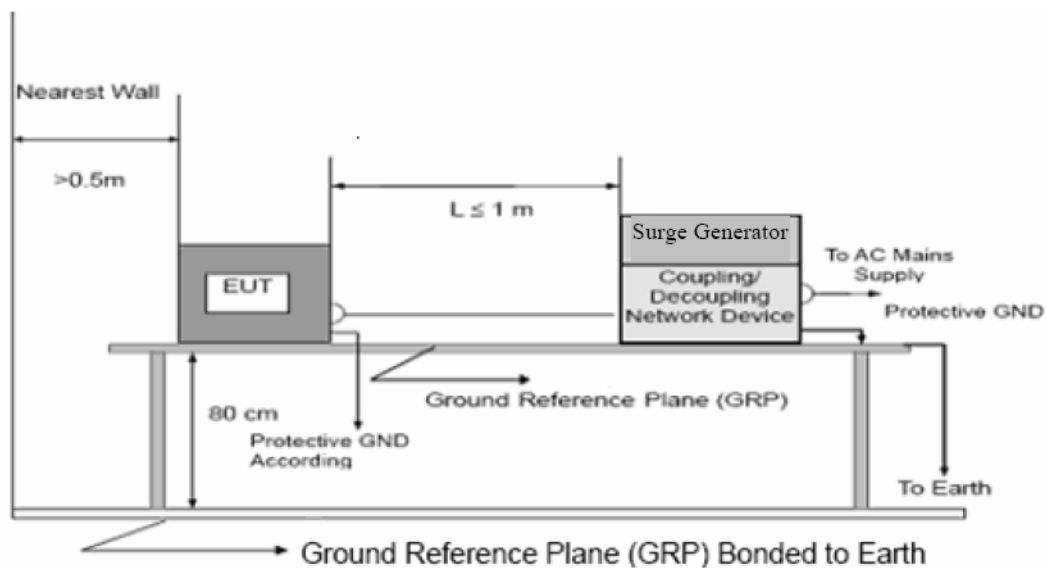 Nearest Wall
>0.5m
L ≤ 1 m
Surge Generator
EUT
Coupling/
Decoupling
Network Device
To AC Mains
Supply
Protective GND
Ground Reference Plane (GRP)
80 cm
Protective GND
According
To Earth
Ground Reference Plane (GRP) Bonded to Earth